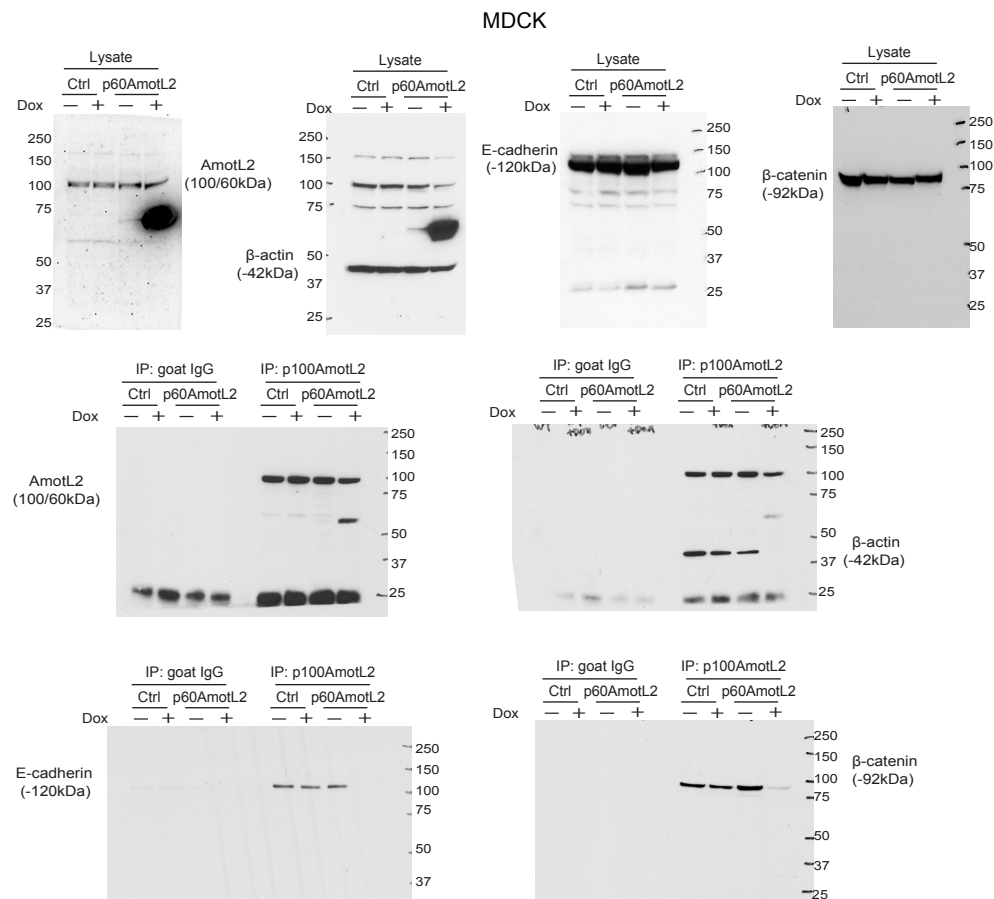 MDCK
Lysate
Ctrl p60AmotL2
Dox — + — +
250
150
100
75
50
37
25
AmotL2
(100/60kDa)
Lysate
Ctrl p60AmotL2
Dox — + — +
150
100
75
50
37
25
β-actin
(-42kDa)
Lysate
Ctrl p60AmotL2
— + — +
E-cadherin
(-120kDa)
250
150
100
50
37
25
Lysate
Ctrl p60AmotL2
— + — +
β-catenin
(-92kDa)
250
150
100
75
50
37
25
IP: goat IgG IP: p100AmotL2
Ctrl p60AmotL2 Ctrl p60AmotL2
Dox — + — + — + — +
AmotL2
(100/60kDa)
250
150
100
75
50
37
25
IP: goat IgG IP: p100AmotL2
Ctrl p60AmotL2 Ctrl p60AmotL2
Dox — + — + — + — +
WT
250
150
100
75
50
37
25
β-actin
(-42kDa)
IP: goat IgG IP: p100AmotL2
Ctrl p60AmotL2 Ctrl p60AmotL2
Dox — + — + — + — +
E-cadherin
(-120kDa)
250
150
100
75
50
37
IP: goat IgG IP: p100AmotL2
Ctrl p60AmotL2 Ctrl p60AmotL2
Dox — + — + — + — +
250
150
100
75
50
37
25
β-catenin
(-92kDa)